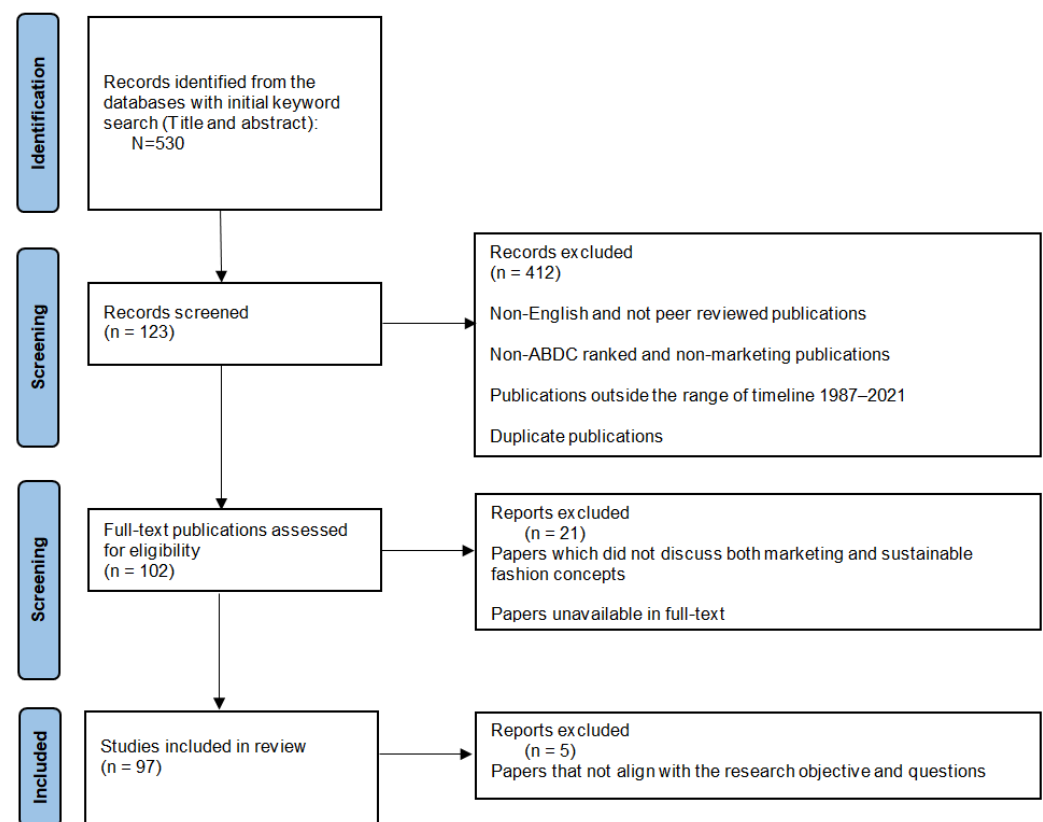 Identification
Records identified from the
databases with initial keyword
search (Title and abstract):
N=530
Screening
Records screened
(n = 123)
Records excluded
(n = 412)
Non-English and not peer reviewed publications
Non-ABDC ranked and non-marketing publications
Publications outside the range of timeline 1987–2021
Duplicate publications
Screening
Full-text publications assessed
for eligibility
(n = 102)
Reports excluded
(n = 21)
Papers which did not discuss both marketing and sustainable
fashion concepts
Papers unavailable in full-text
Included
Studies included in review
(n = 97)
Reports excluded
(n = 5)
Papers that not align with the research objective and questions